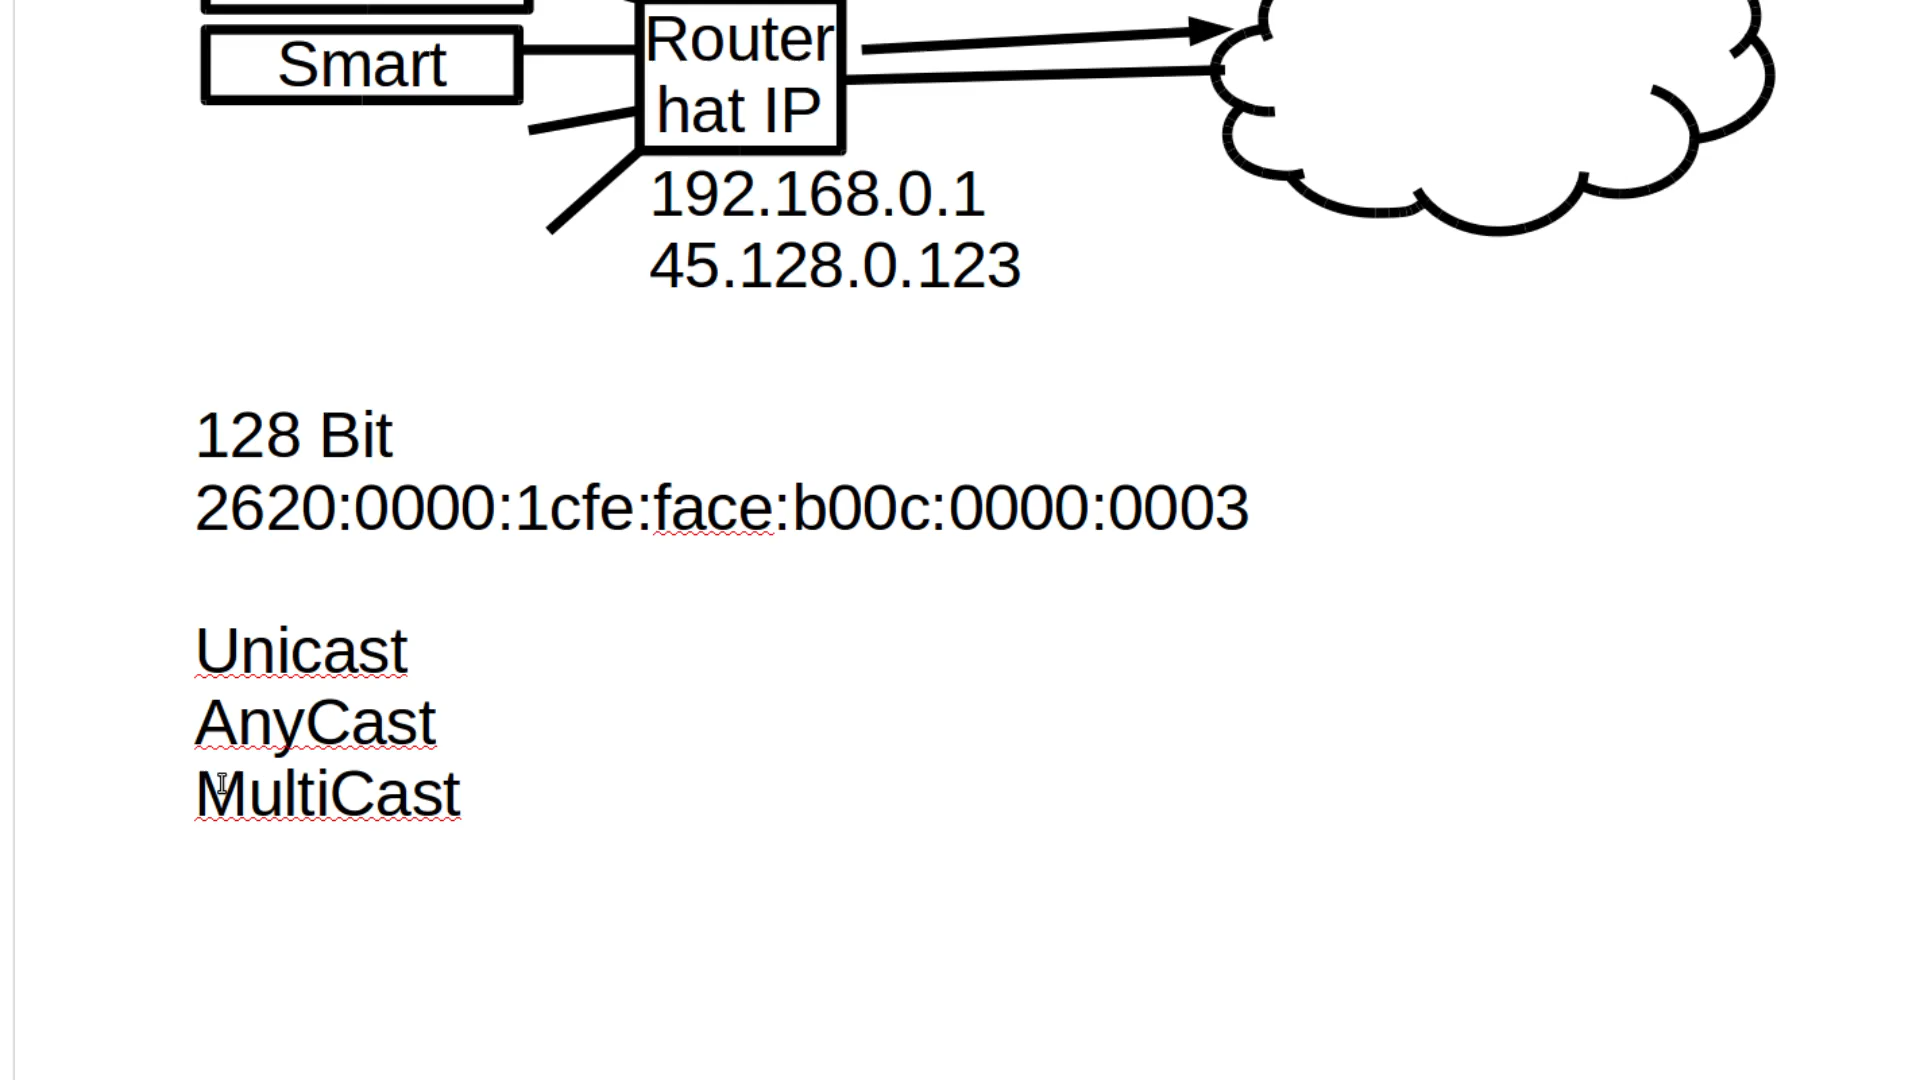 Smart
Router
hat IP
192.168.0.1
45.128.0.123
128 Bit
2620:0000:1cfe:face:b00c:0000:0003
Unicast
AnyCast
MultiCast